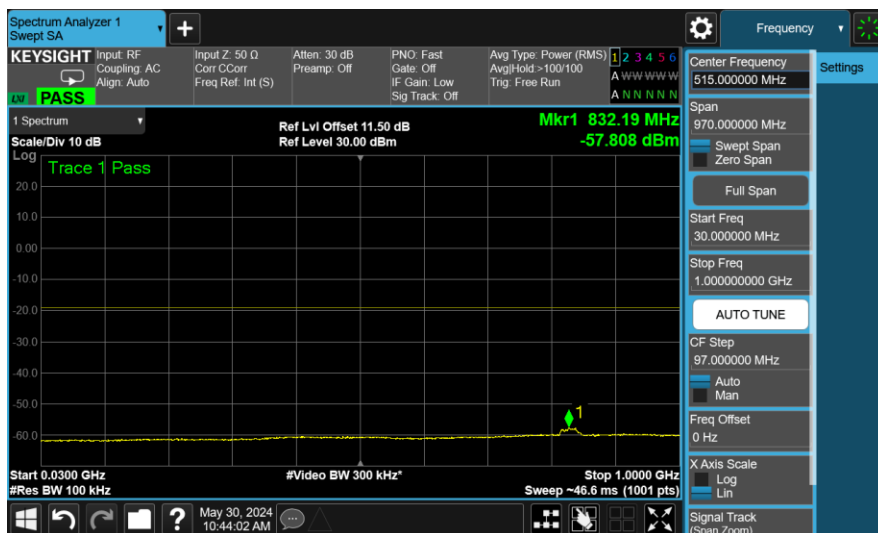 Spectrum Analyzer 1
Swept SA
+
Frequency
KEYSIGHT
LXI
PASS
Input: RF
Coupling: AC
Align: Auto
Input Z: 50 Ω
Corr CCorr
Freq Ref: Int (S)
Atten: 30 dB
Preamp: Off
PNO: Fast
Gate: Off
IF Gain: Low
Sig Track: Off
Avg Type: Power (RMS)
Avg|Hold:>100/100
Trig: Free Run
1 2 3 4 5 6
A W W W W W
A N N N N N
1 Spectrum
Scale/Div 10 dB
Ref Lvl Offset 11.50 dB
Ref Level 30.00 dBm
Mkr1 832.19 MHz
-57.808 dBm
Log
Trace 1 Pass
20.0
10.0
0.00
-10.0
-20.0
-30.0
-40.0
-50.0
-60.0
1
Start 0.0300 GHz
#Res BW 100 kHz
#Video BW 300 kHz*
Stop 1.0000 GHz
Sweep ~46.6 ms (1001 pts)
?
May 30, 2024
10:44:02 AM
Center Frequency
515.000000 MHz
Span
970.000000 MHz
Swept Span
Zero Span
Full Span
Start Freq
30.000000 MHz
Stop Freq
1.000000000 GHz
AUTO TUNE
CF Step
97.000000 MHz
Auto
Man
Freq Offset
0 Hz
X Axis Scale
Log
Lin
Signal Track
(Span Zoom)
Settings